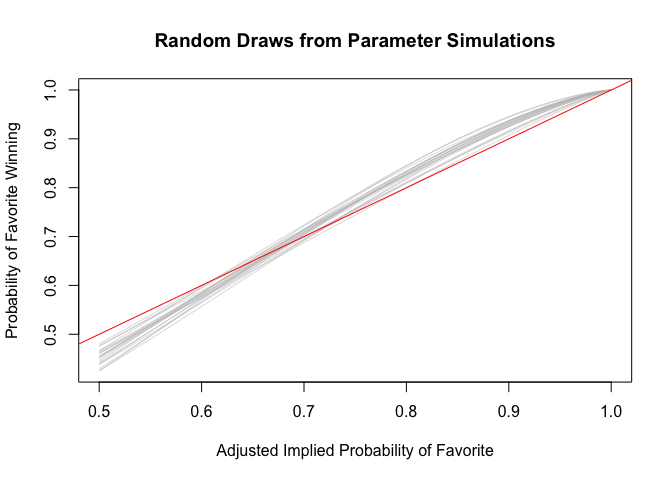 Random Draws from Parameter Simulations
Probability of Favorite Winning
1.0
0.9
0.8
0.7
0.6
0.5
0.5 0.6 0.7 0.8 0.9 1.0
Adjusted Implied Probability of Favorite